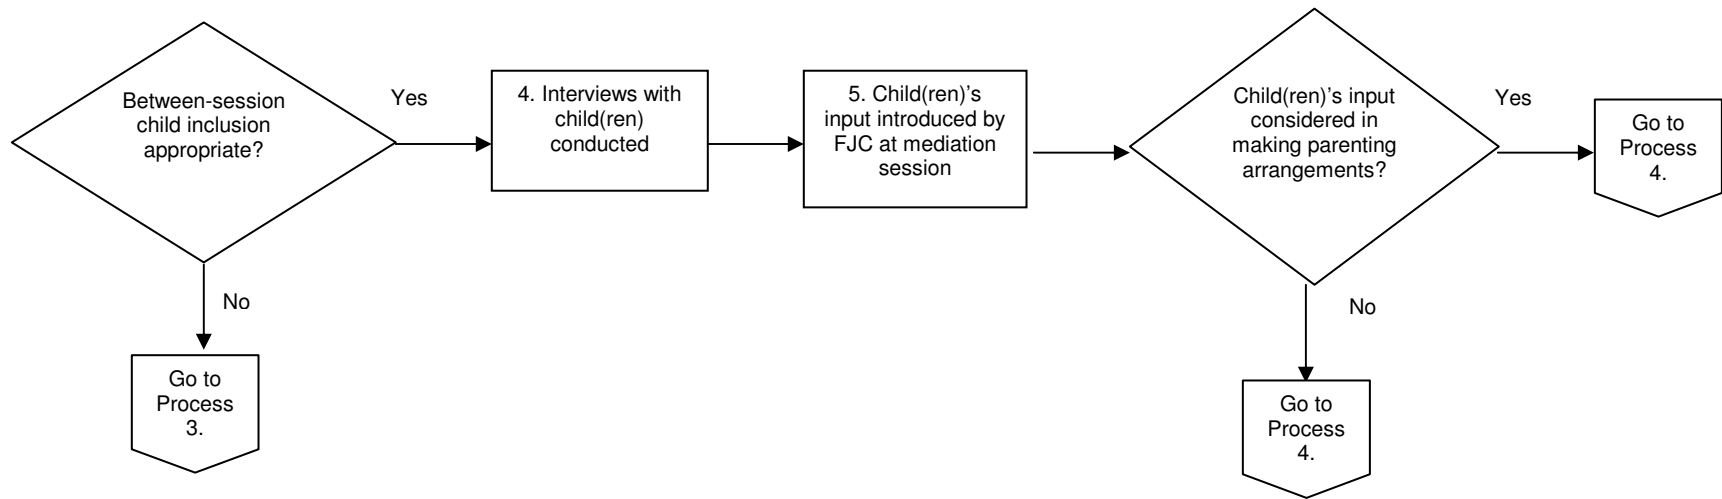 Between-session
child inclusion
appropriate?
Yes
4. Interviews with
child(ren)
conducted
5. Child(ren)'s
input introduced by
FJC at mediation
session
Child(ren)'s input
considered in
making parenting
arrangements?
Yes
Go to
Process
4.
No
Go to
Process
3.
No
Go to
Process
4.